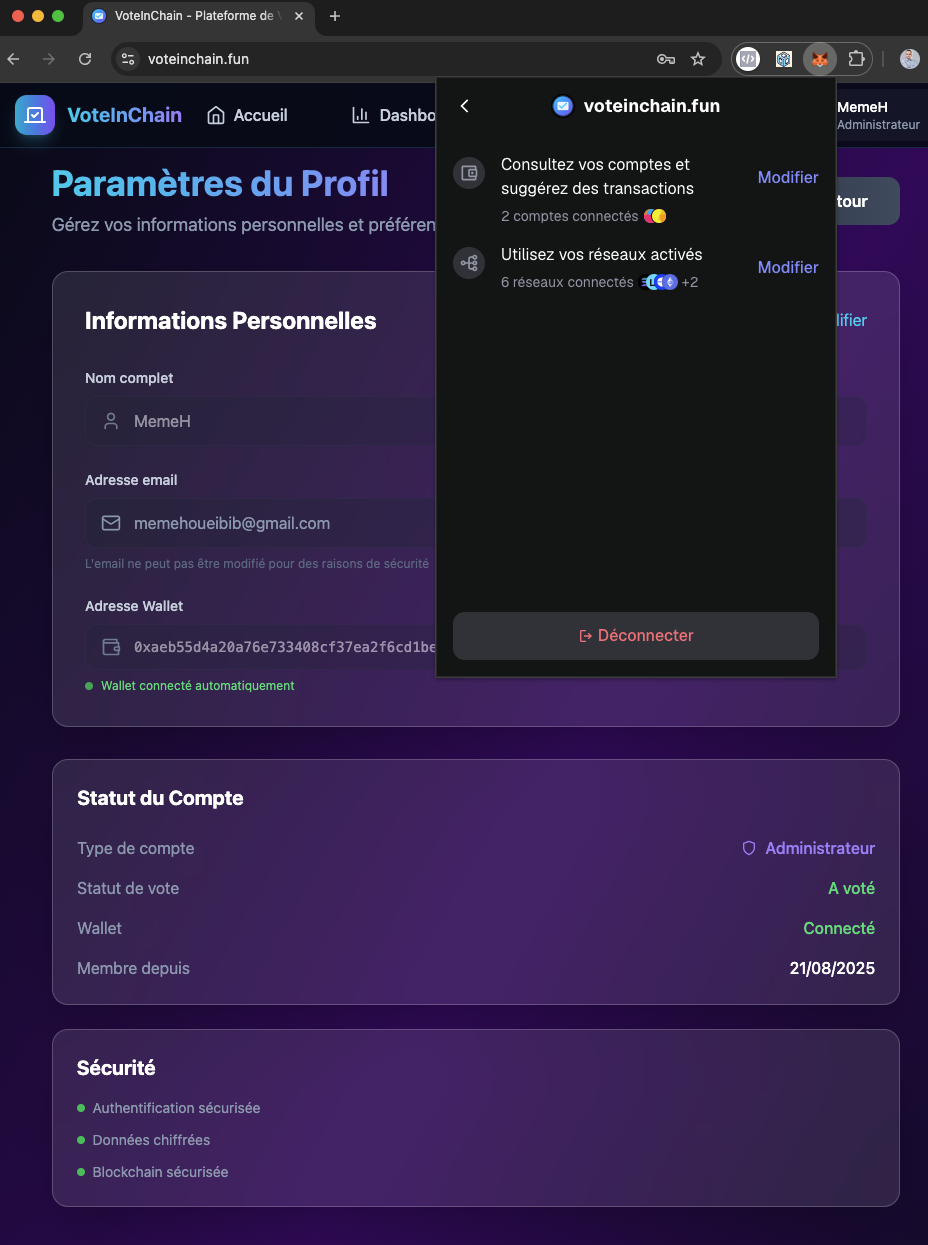 VoteInChain - Plateforme de
voteinchain.fun
VoteInChain
Accueil
Dashbo
MemeH
Administrateur
voteinchain.fun
Consultez vos comptes et
suggérez des transactions
Modifier
2 comptes connectés
Utilisez vos réseaux activés
Modifier
6 réseaux connectés +2
Déconnecter
Paramètres du Profil
Gérez vos informations personnelles et préféren
tour
Informations Personnelles
lifier
Nom complet
MemeH
Adresse email
memehoueibib@gmail.com
L'email ne peut pas être modifié pour des raisons de sécurité
Adresse Wallet
0xaeb55d4a20a76e733408cf37ea2f6cd1be
Wallet connecté automatiquement
Statut du Compte
Type de compte Administrateur
Statut de vote A voté
Wallet Connecté
Membre depuis 21/08/2025
Sécurité
Authentification sécurisée
Données chiffrées
Blockchain sécurisée